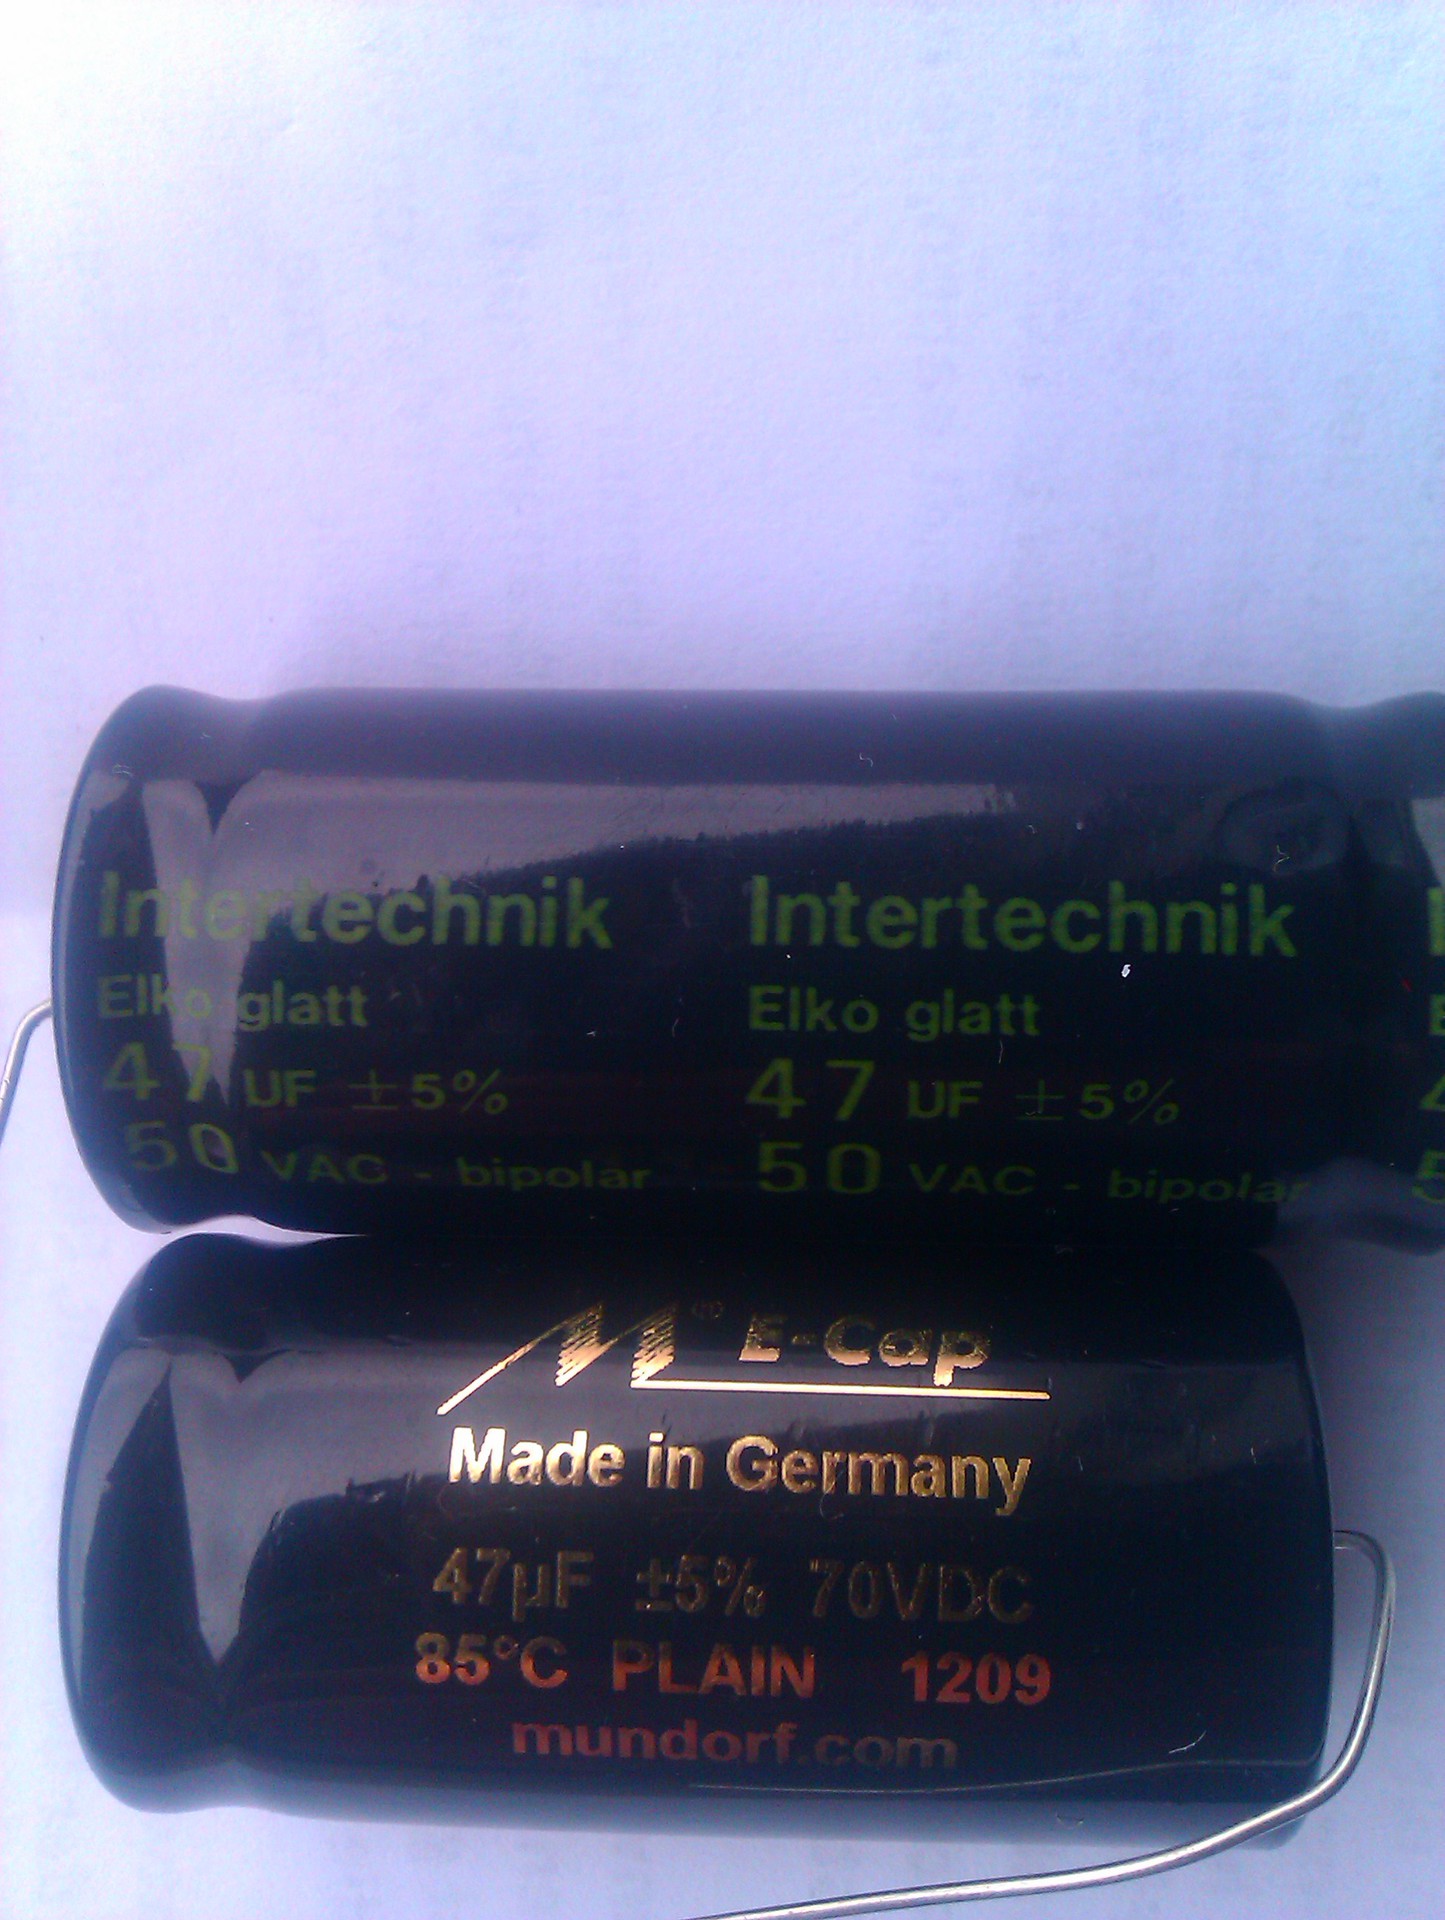 Intertechnik Intertechnik
Elko glatt Elko glatt
47 UF ±5% 47 UF ±5%
50 VAC - bipolar 50 VAC - bipolar
M® E-Cap
Made in Germany
47µF ±5% 70VDC
85°C PLAIN 1209
mundorf.com